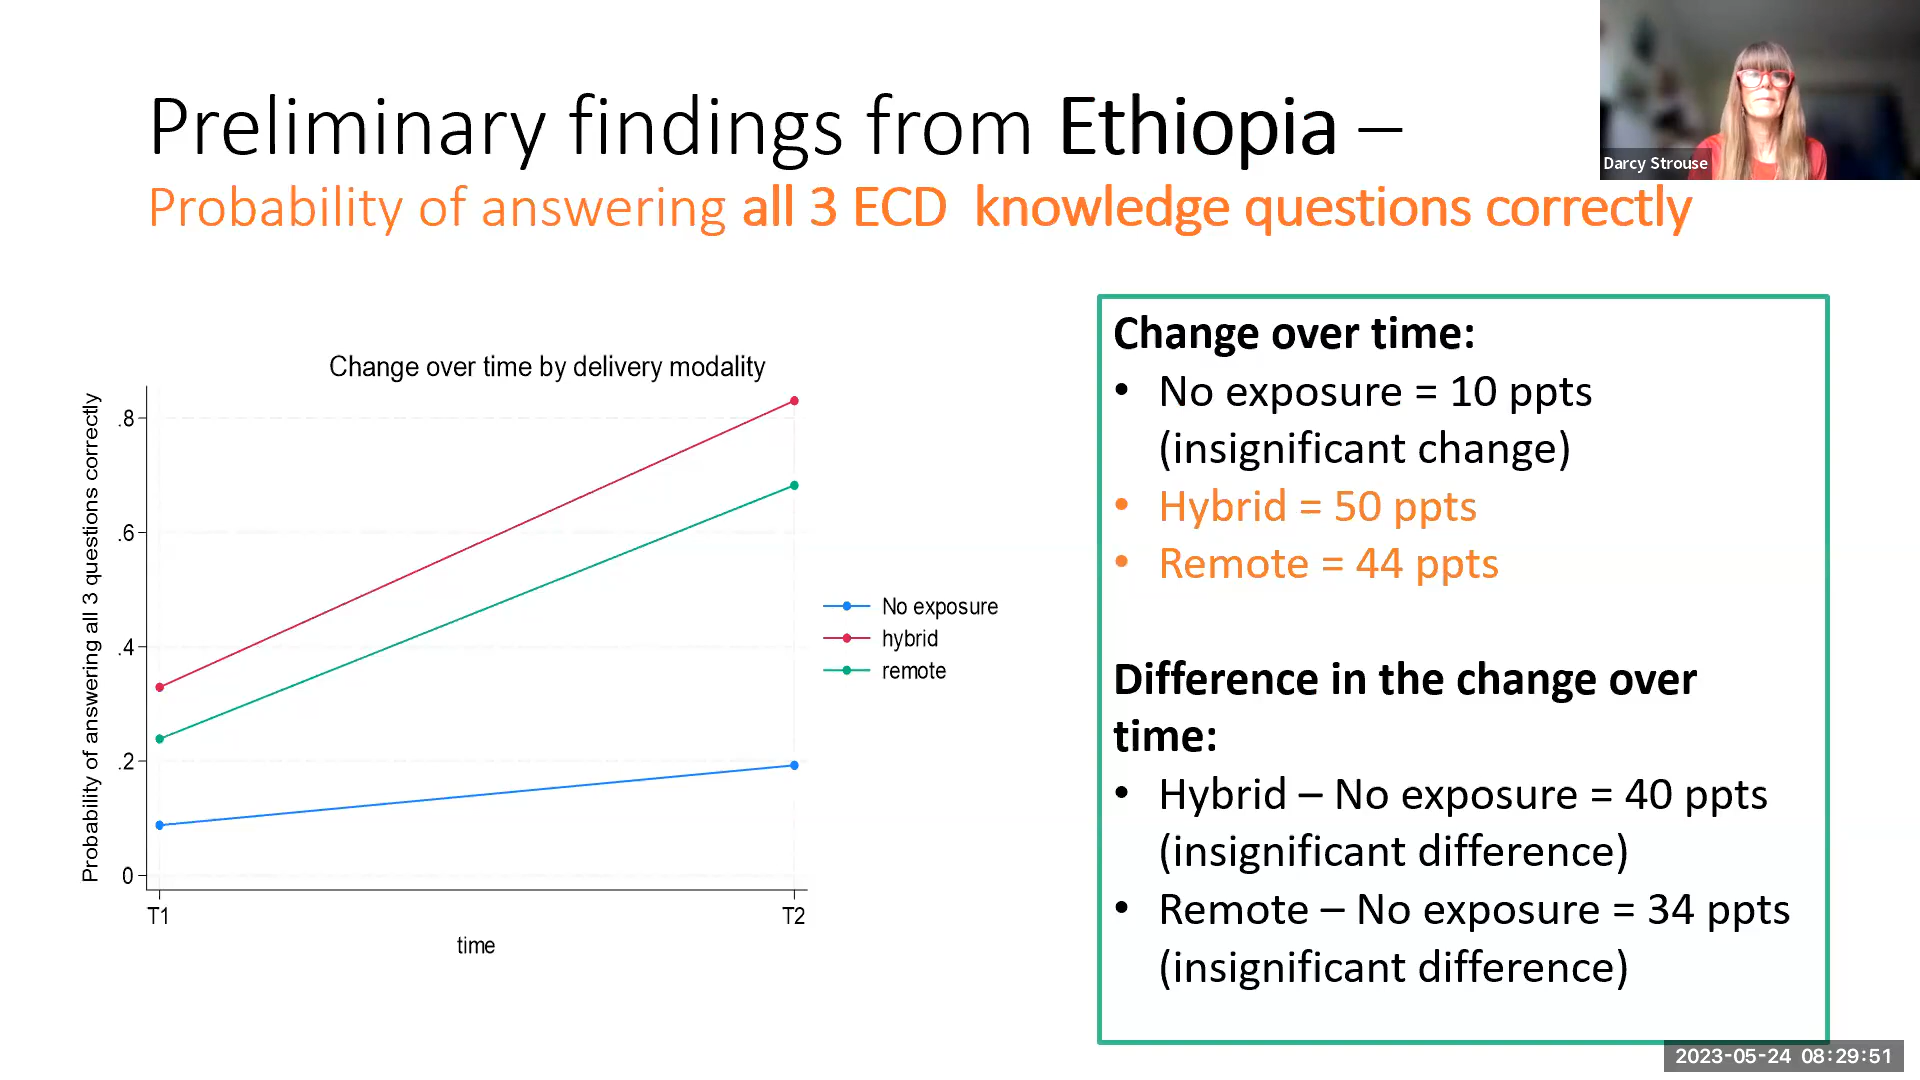 Preliminary findings from Ethiopia –
Probability of answering all 3 ECD knowledge questions correctly
Darcy Strouse
Change over time by delivery modality
Probability of answering all 3 questions correctly
.8
.6
.4
.2
0
T1
T2
time
No exposure
hybrid
remote
Change over time:
• No exposure = 10 ppts
(insignificant change)
• Hybrid = 50 ppts
• Remote = 44 ppts
Difference in the change over
time:
• Hybrid – No exposure = 40 ppts
(insignificant difference)
• Remote – No exposure = 34 ppts
(insignificant difference)
2023-05-24 08:29:51